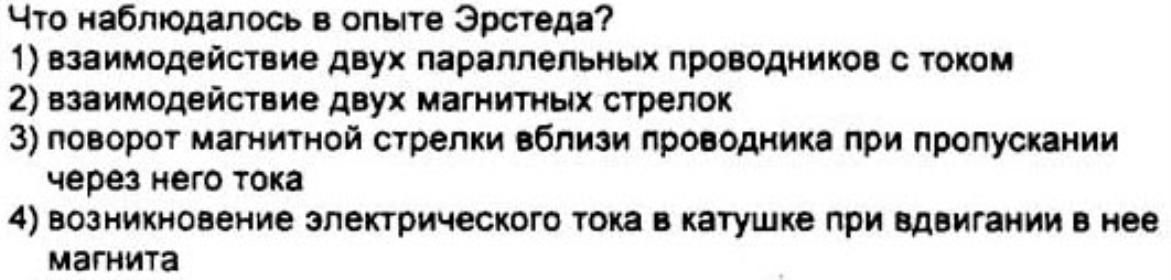 Что наблюдалось в опыте Эрстеда?
1) взаимодействие двух параллельных проводников с током
2) взаимодействие двух магнитных стрелок
3) поворот магнитной стрелки вблизи проводника при пропускании
через него тока
4) возникновение электрического тока в катушке при вдвигании в нее
магнита